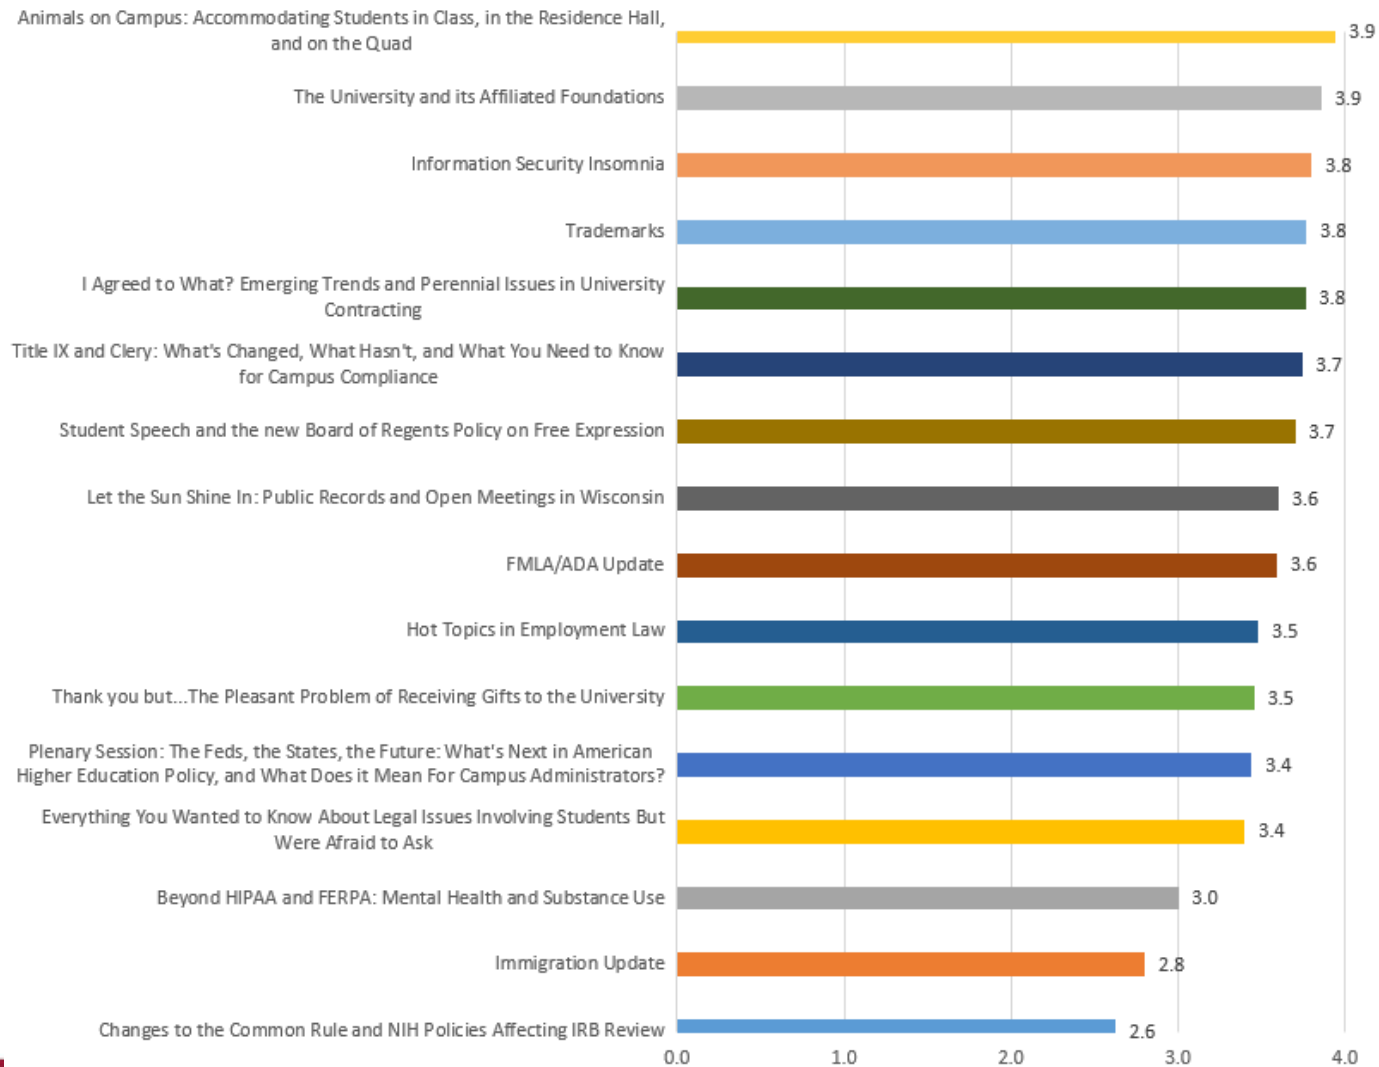 Animals on Campus: Accommodating Students in Class, in the Residence Hall,
and on the Quad
3.9
The University and its Affiliated Foundations
3.9
Information Security Insomnia
3.8
Trademarks
3.8
I Agreed to What? Emerging Trends and Perennial Issues in University
Contracting
3.8
Title IX and Clery: What's Changed, What Hasn't, and What You Need to Know
for Campus Compliance
3.7
Student Speech and the new Board of Regents Policy on Free Expression
3.7
Let the Sun Shine In: Public Records and Open Meetings in Wisconsin
3.6
FMLA/ADA Update
3.6
Hot Topics in Employment Law
3.5
Thank you but...The Pleasant Problem of Receiving Gifts to the University
3.5
Plenary Session: The Feds, the States, the Future: What's Next in American
Higher Education Policy, and What Does it Mean For Campus Administrators?
3.4
Everything You Wanted to Know About Legal Issues Involving Students But
Were Afraid to Ask
3.4
Beyond HIPAA and FERPA: Mental Health and Substance Use
3.0
Immigration Update
2.8
Changes to the Common Rule and NIH Policies Affecting IRB Review
2.6
0.0 1.0 2.0 3.0 4.0